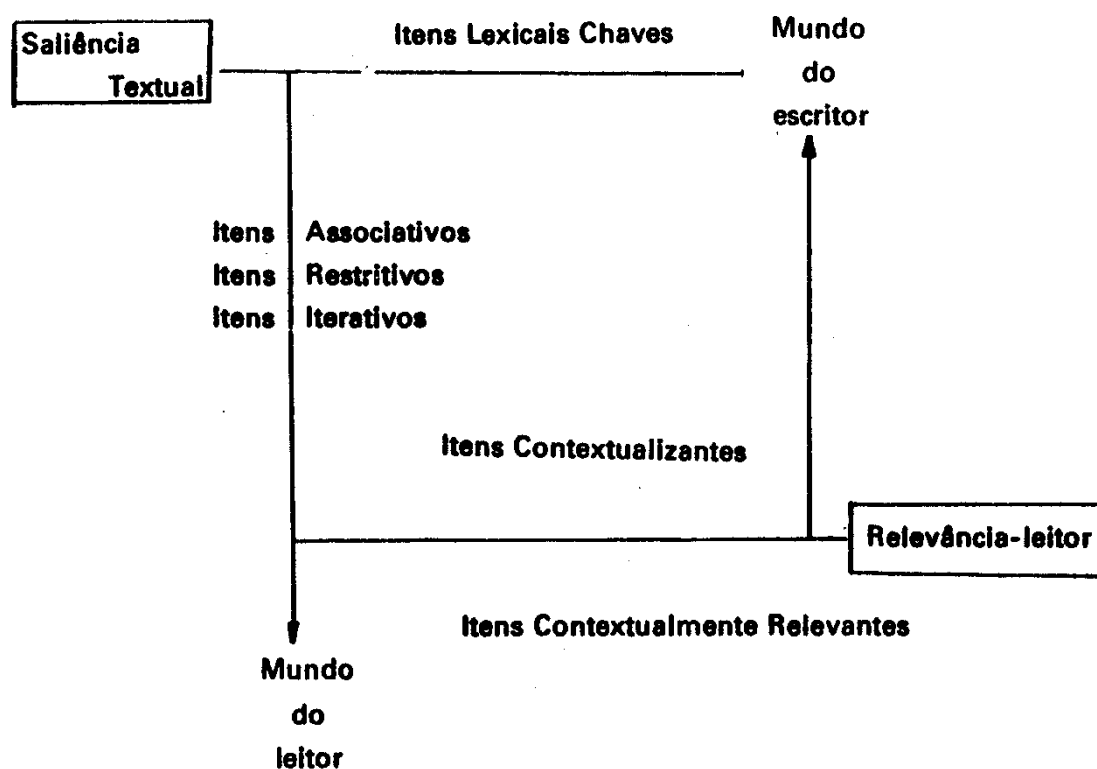 Saliência
Textual
Itens Lexicais Chaves
Mundo
do
escritor
Itens Associativos
Itens Restritivos
Itens Iterativos
Itens Contextualizantes
Relevância-leitor
Itens Contextualmente Relevantes
Mundo
do
leitor